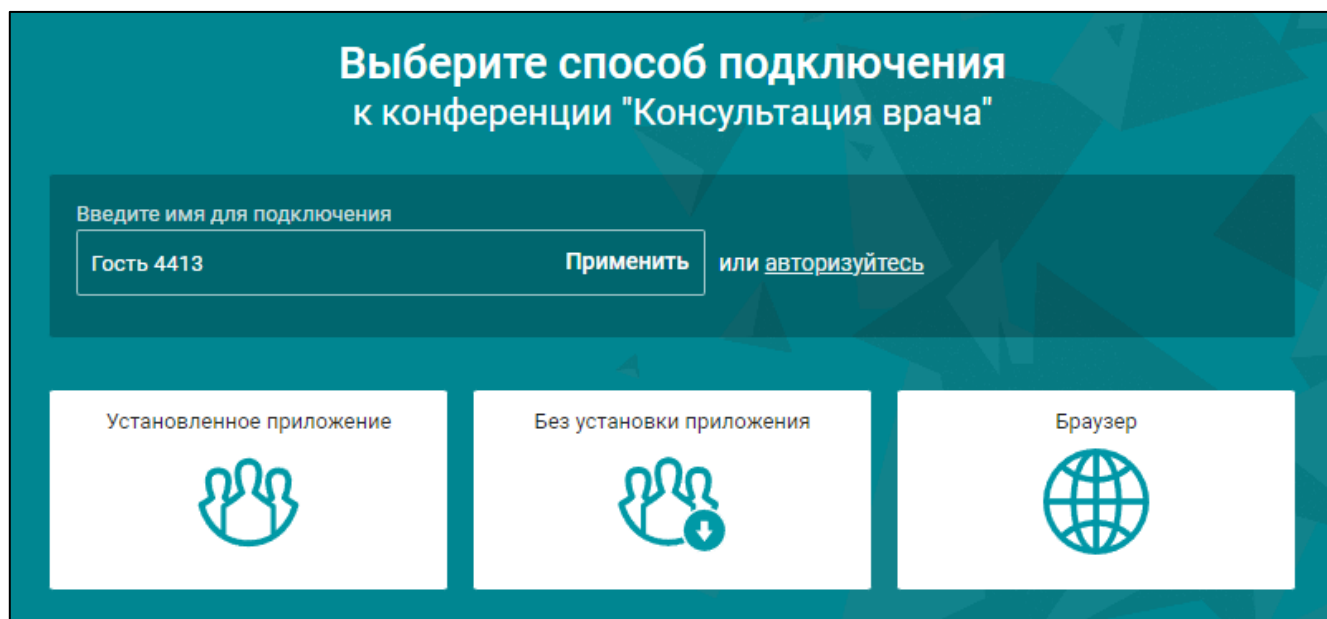 Выберите способ подключения
к конференции "Консультация врача"
Введите имя для подключения
Гость 4413 Применить или авторизуйтесь
Установленное приложение Без установки приложения Браузер